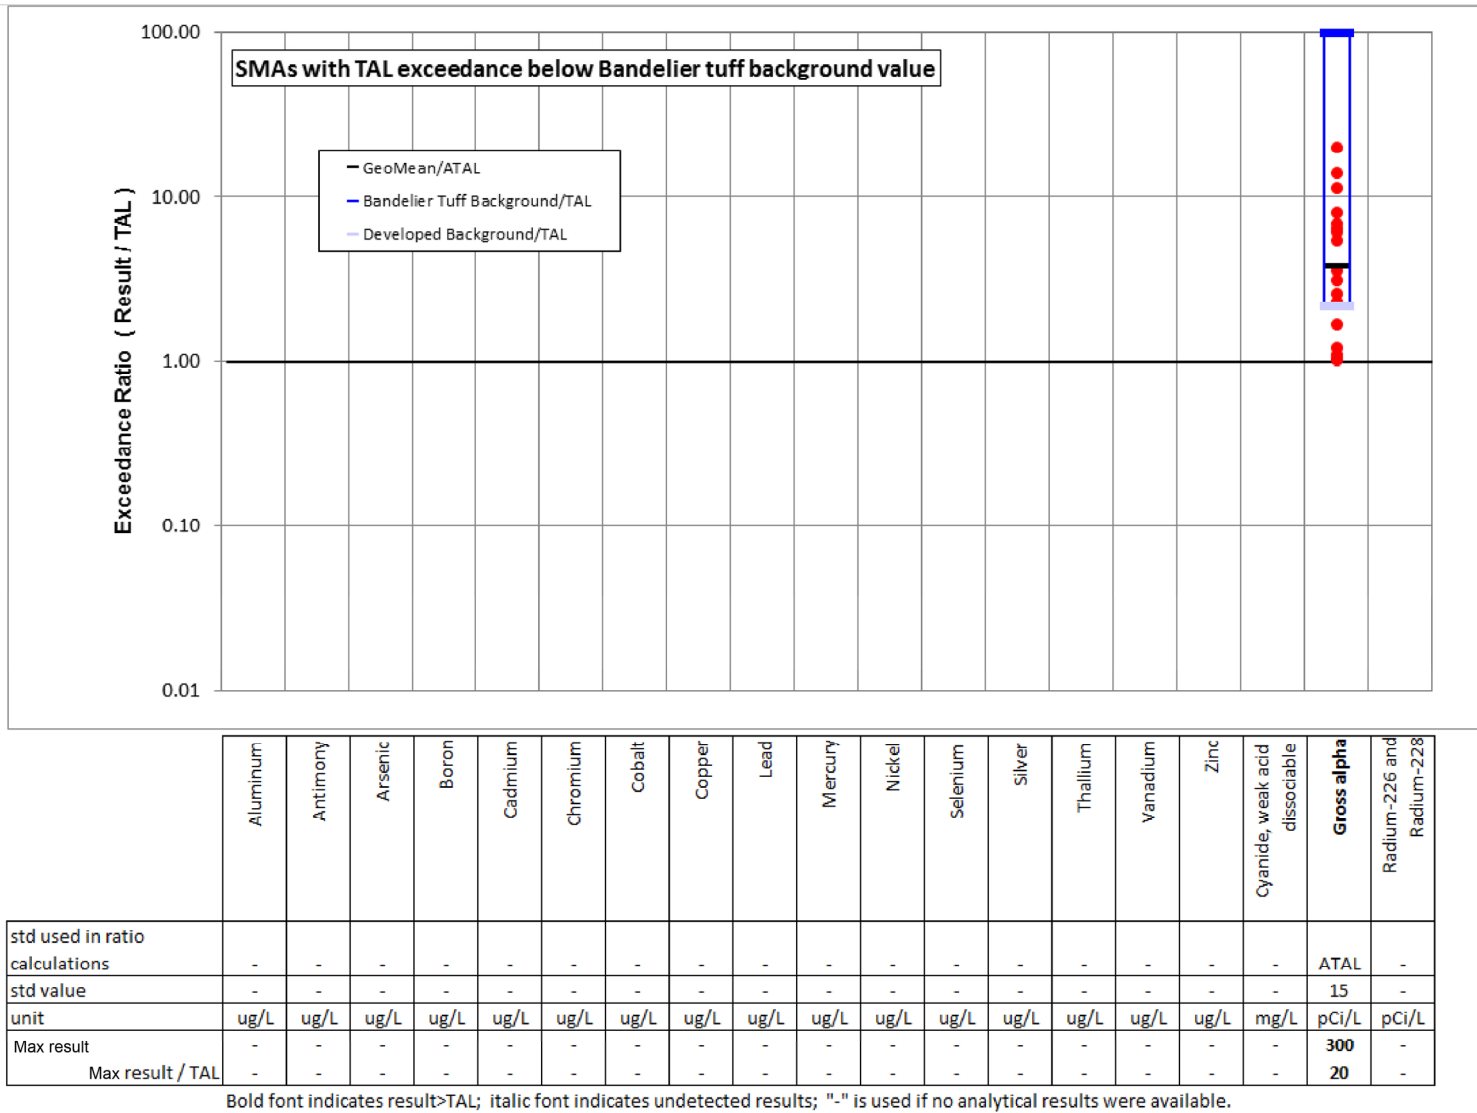 100.00
SMAs with TAL exceedance below Bandelier tuff background value
GeoMean/ATAL
Bandelier Tuff Background/TAL
Developed Background/TAL
10.00
1.00
0.10
0.01
Exceedance Ratio ( Result / TAL )
Aluminum
Antimony
Arsenic
Boron
Cadmium
Chromium
Cobalt
Copper
Lead
Mercury
Nickel
Selenium
Silver
Thallium
Vanadium
Zinc
Cyanide, weak acid
dissociable
Gross alpha
Radium-226 and
Radium-228
std used in ratio
calculations - - - - - - - - - - - - - - - - - ATAL -
std value - - - - - - - - - - - - - - - - - 15 -
unit ug/L ug/L ug/L ug/L ug/L ug/L ug/L ug/L ug/L ug/L ug/L ug/L ug/L ug/L ug/L ug/L mg/L pCi/L pCi/L
Max result - - - - - - - - - - - - - - - - - 300 -
Max result / TAL - - - - - - - - - - - - - - - - - 20 -
Bold font indicates result>TAL; italic font indicates undetected results; "-" is used if no analytical results were available.